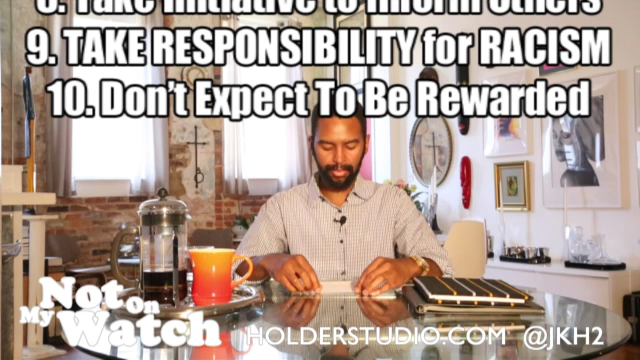 8. Take Initiative to Inform Others
9. TAKE RESPONSIBILITY for RACISM
10. Don't Expect To Be Rewarded
Not On
My Watch
HOLDERSTUDIO.COM @JKH2